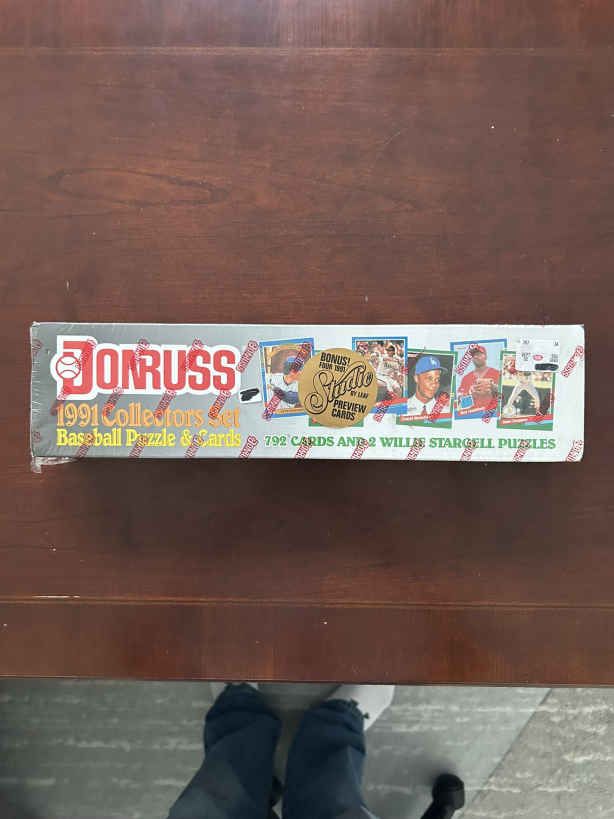 DONRUSS
1991 Collectors Set
Baseball Puzzle & Cards
BONUS!
FOUR 1991
Studio
BY LEAF
PREVIEW
CARDS
792 CARDS AND 2 WILLIE STARGELL PUZZLES